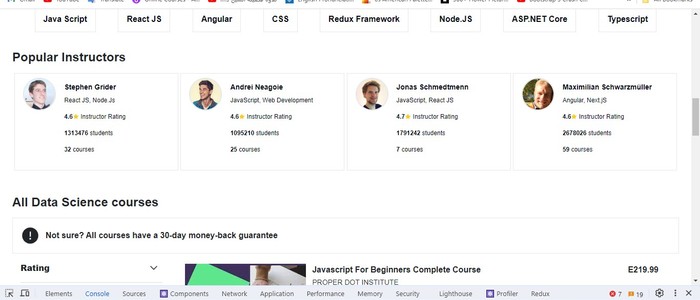 Java Script React JS Angular CSS Redux Framework Node.JS ASP.NET Core Typescript
Popular Instructors
Stephen Grider
React JS, Node.Js
4.6 Instructor Rating
1313476 students
32 courses
Andrei Neagoie
JavaScript, Web Development
4.6 Instructor Rating
1095210 students
25 courses
Jonas Schmedtmann
JavaScript, React JS
4.7 Instructor Rating
1791242 students
7 courses
Maximilian Schwarzmüller
Angular, Next.jS
4.6 Instructor Rating
2678026 students
59 courses
All Data Science courses
Not sure? All courses have a 30-day money-back guarantee
Rating
Javascript For Beginners Complete Course E£19.99
PROPER DOT INSTITUTE
Elements Console Sources Components Network Application Performance Memory Security Lighthouse Profiler Redux 7 19